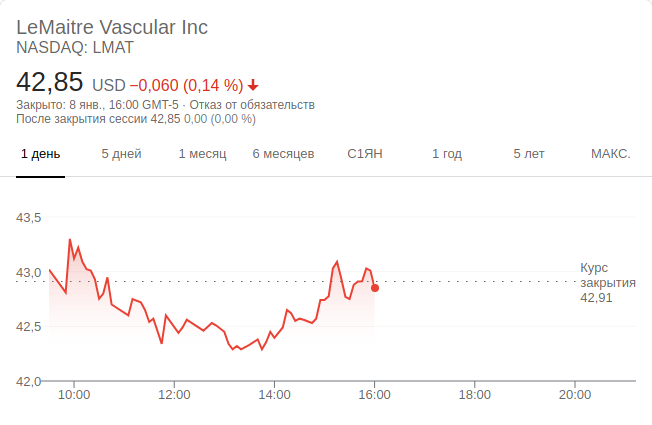 LeMaitre Vascular Inc
NASDAQ: LMAT
42,85 USD −0,060 (0,14 %)
Закрыто: 8 янв., 16:00 GMT-5 · Отказ от обязательств
После закрытия сессии 42,85 0,00 (0,00 %)
1 день 5 дней 1 месяц 6 месяцев С1ЯН 1 год 5 лет МАКС.
43,5
43,0
42,5
42,0
Курс
закрытия
42,91
10:00 12:00 14:00 16:00 18:00 20:00